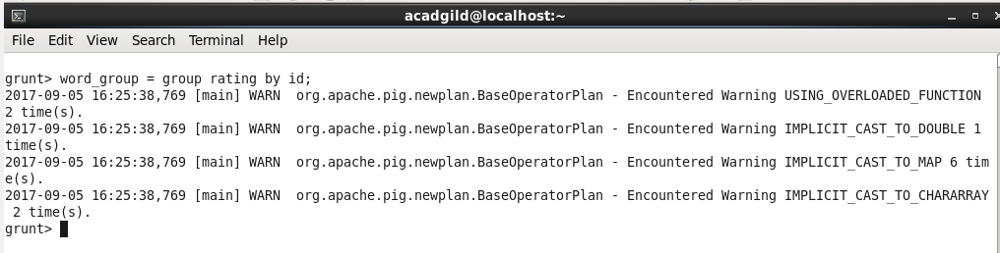 acadgild@localhost:~
File Edit View Search Terminal Help
grunt> word_group = group rating by id;
2017-09-05 16:25:38,769 [main] WARN  org.apache.pig.newplan.BaseOperatorPlan - Encountered Warning USING_OVERLOADED_FUNCTION
2 time(s).
2017-09-05 16:25:38,769 [main] WARN  org.apache.pig.newplan.BaseOperatorPlan - Encountered Warning IMPLICIT_CAST_TO_DOUBLE 1
time(s).
2017-09-05 16:25:38,769 [main] WARN  org.apache.pig.newplan.BaseOperatorPlan - Encountered Warning IMPLICIT_CAST_TO_MAP 6 tim
e(s).
2017-09-05 16:25:38,769 [main] WARN  org.apache.pig.newplan.BaseOperatorPlan - Encountered Warning IMPLICIT_CAST_TO_CHARARRAY
 2 time(s).
grunt>